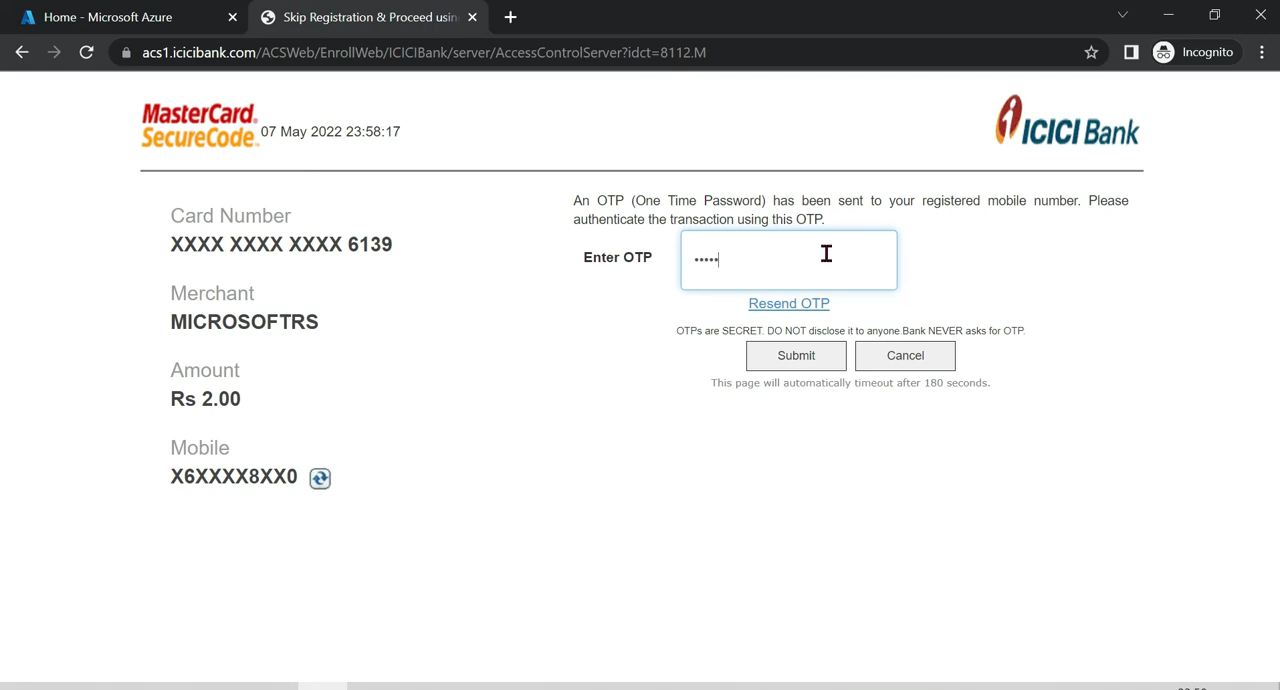 Home - Microsoft Azure
Skip Registration & Proceed usin
acs1.icicibank.com/ACSWeb/EnrollWeb/ICICIBank/server/AccessControlServer?idct=8112.M
Incognito
MasterCard.
SecureCode.
07 May 2022 23:58:17
ICICI Bank
Card Number
XXXX XXXX XXXX 6139
Merchant
MICROSOFTRS
Amount
Rs 2.00
Mobile
X6XXXX8XX0
An OTP (One Time Password) has been sent to your registered mobile number. Please
authenticate the transaction using this OTP.
Enter OTP •••••
Resend OTP
OTPs are SECRET. DO NOT disclose it to anyone.Bank NEVER asks for OTP.
Submit Cancel
This page will automatically timeout after 180 seconds.